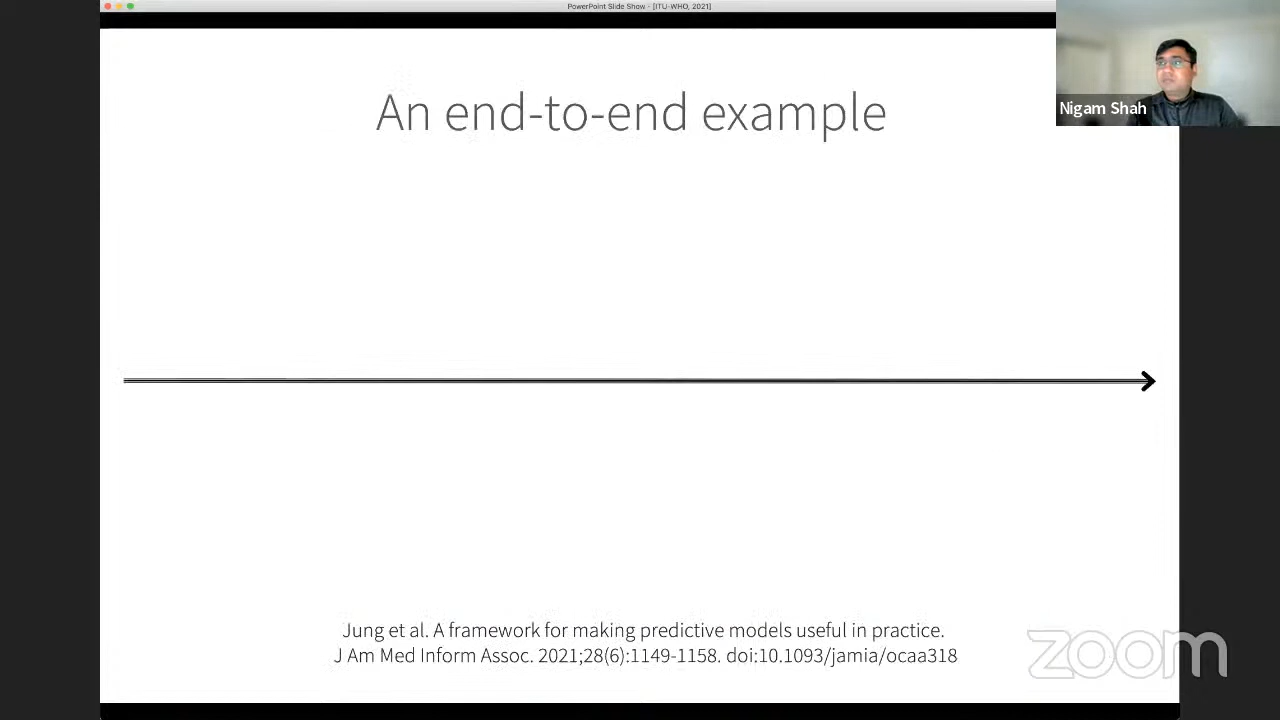 PowerPoint Slide Show - [ITU-WHO, 2021]
Nigam Shah
An end-to-end example
Jung et al. A framework for making predictive models useful in practice.
J Am Med Inform Assoc. 2021;28(6):1149-1158. doi:10.1093/jamia/ocaa318
zoom